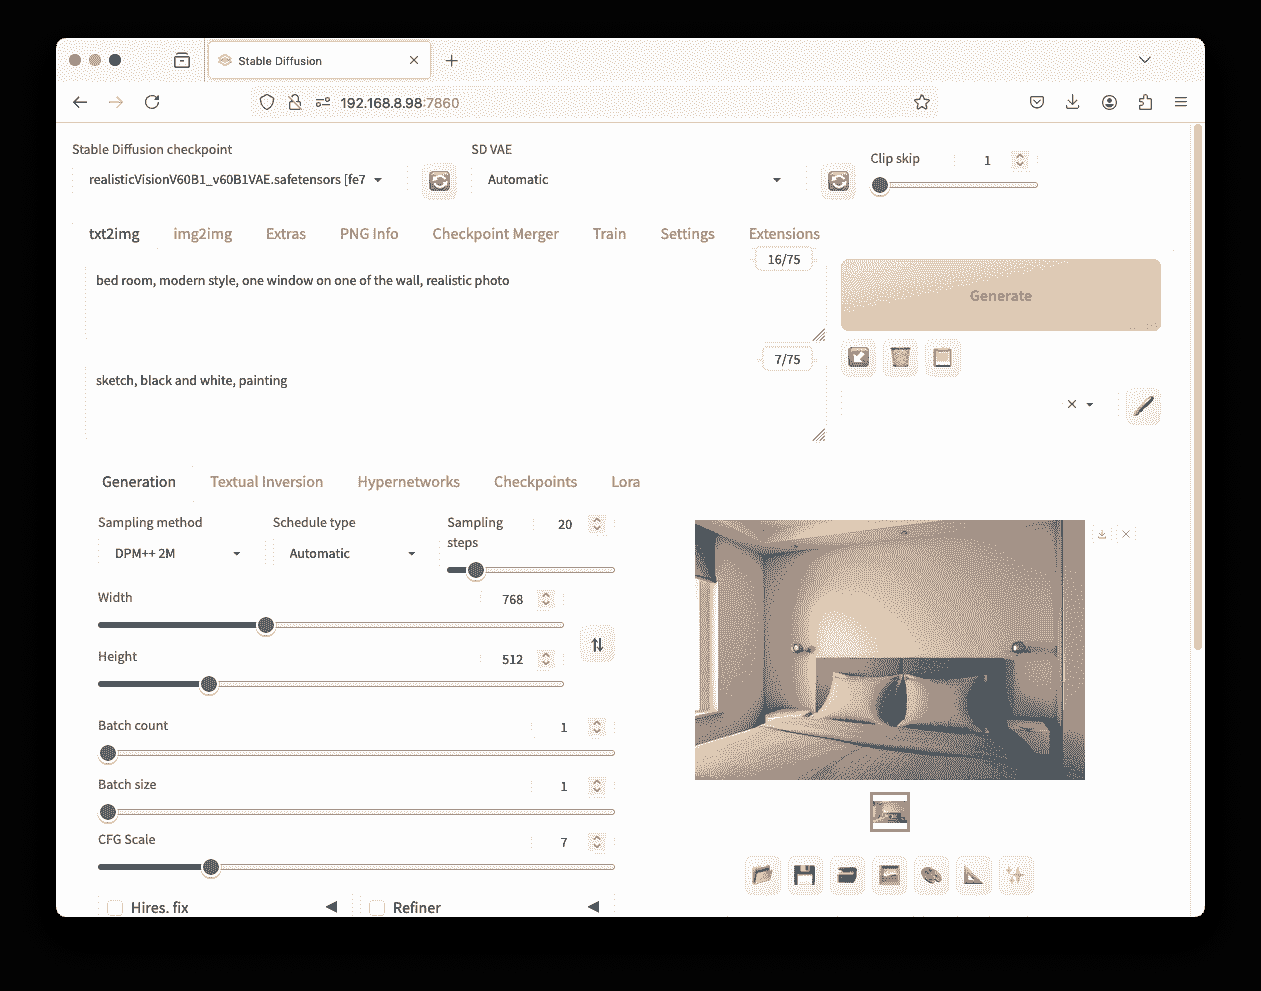 Stable Diffusion
192.168.8.98:7860
Stable Diffusion checkpoint
SD VAE
Clip skip
1
realisticVisionV60B1_v60B1VAE.safetensors [fe7
Automatic
txt2img img2img Extras PNG Info Checkpoint Merger Train Settings Extensions
16/75
bed room, modern style, one window on one of the wall, realistic photo
Generate
7/75
sketch, black and white, painting
Generation Textual Inversion Hypernetworks Checkpoints Lora
Sampling method
Schedule type
Sampling steps
20
DPM++ 2M
Automatic
Width
768
Height
512
Batch count
1
Batch size
1
CFG Scale
7
Hires. fix
Refiner